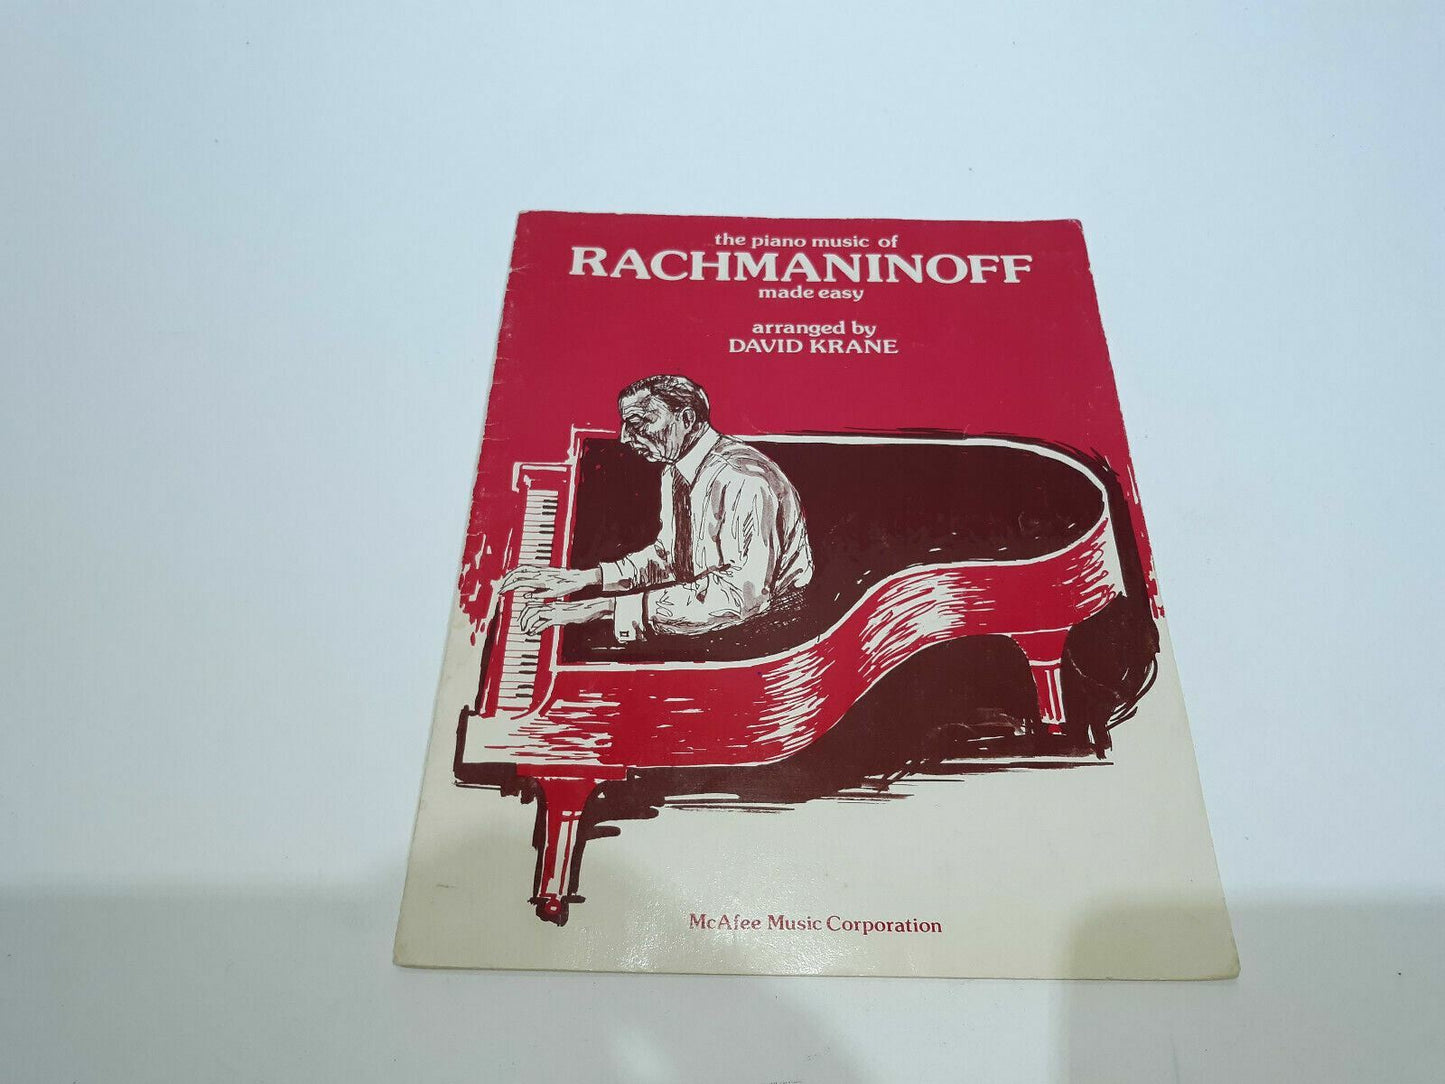 the piano music of
RACHMANINOFF
made easy
arranged by
DAVID KRANE
McAfee Music Corporation